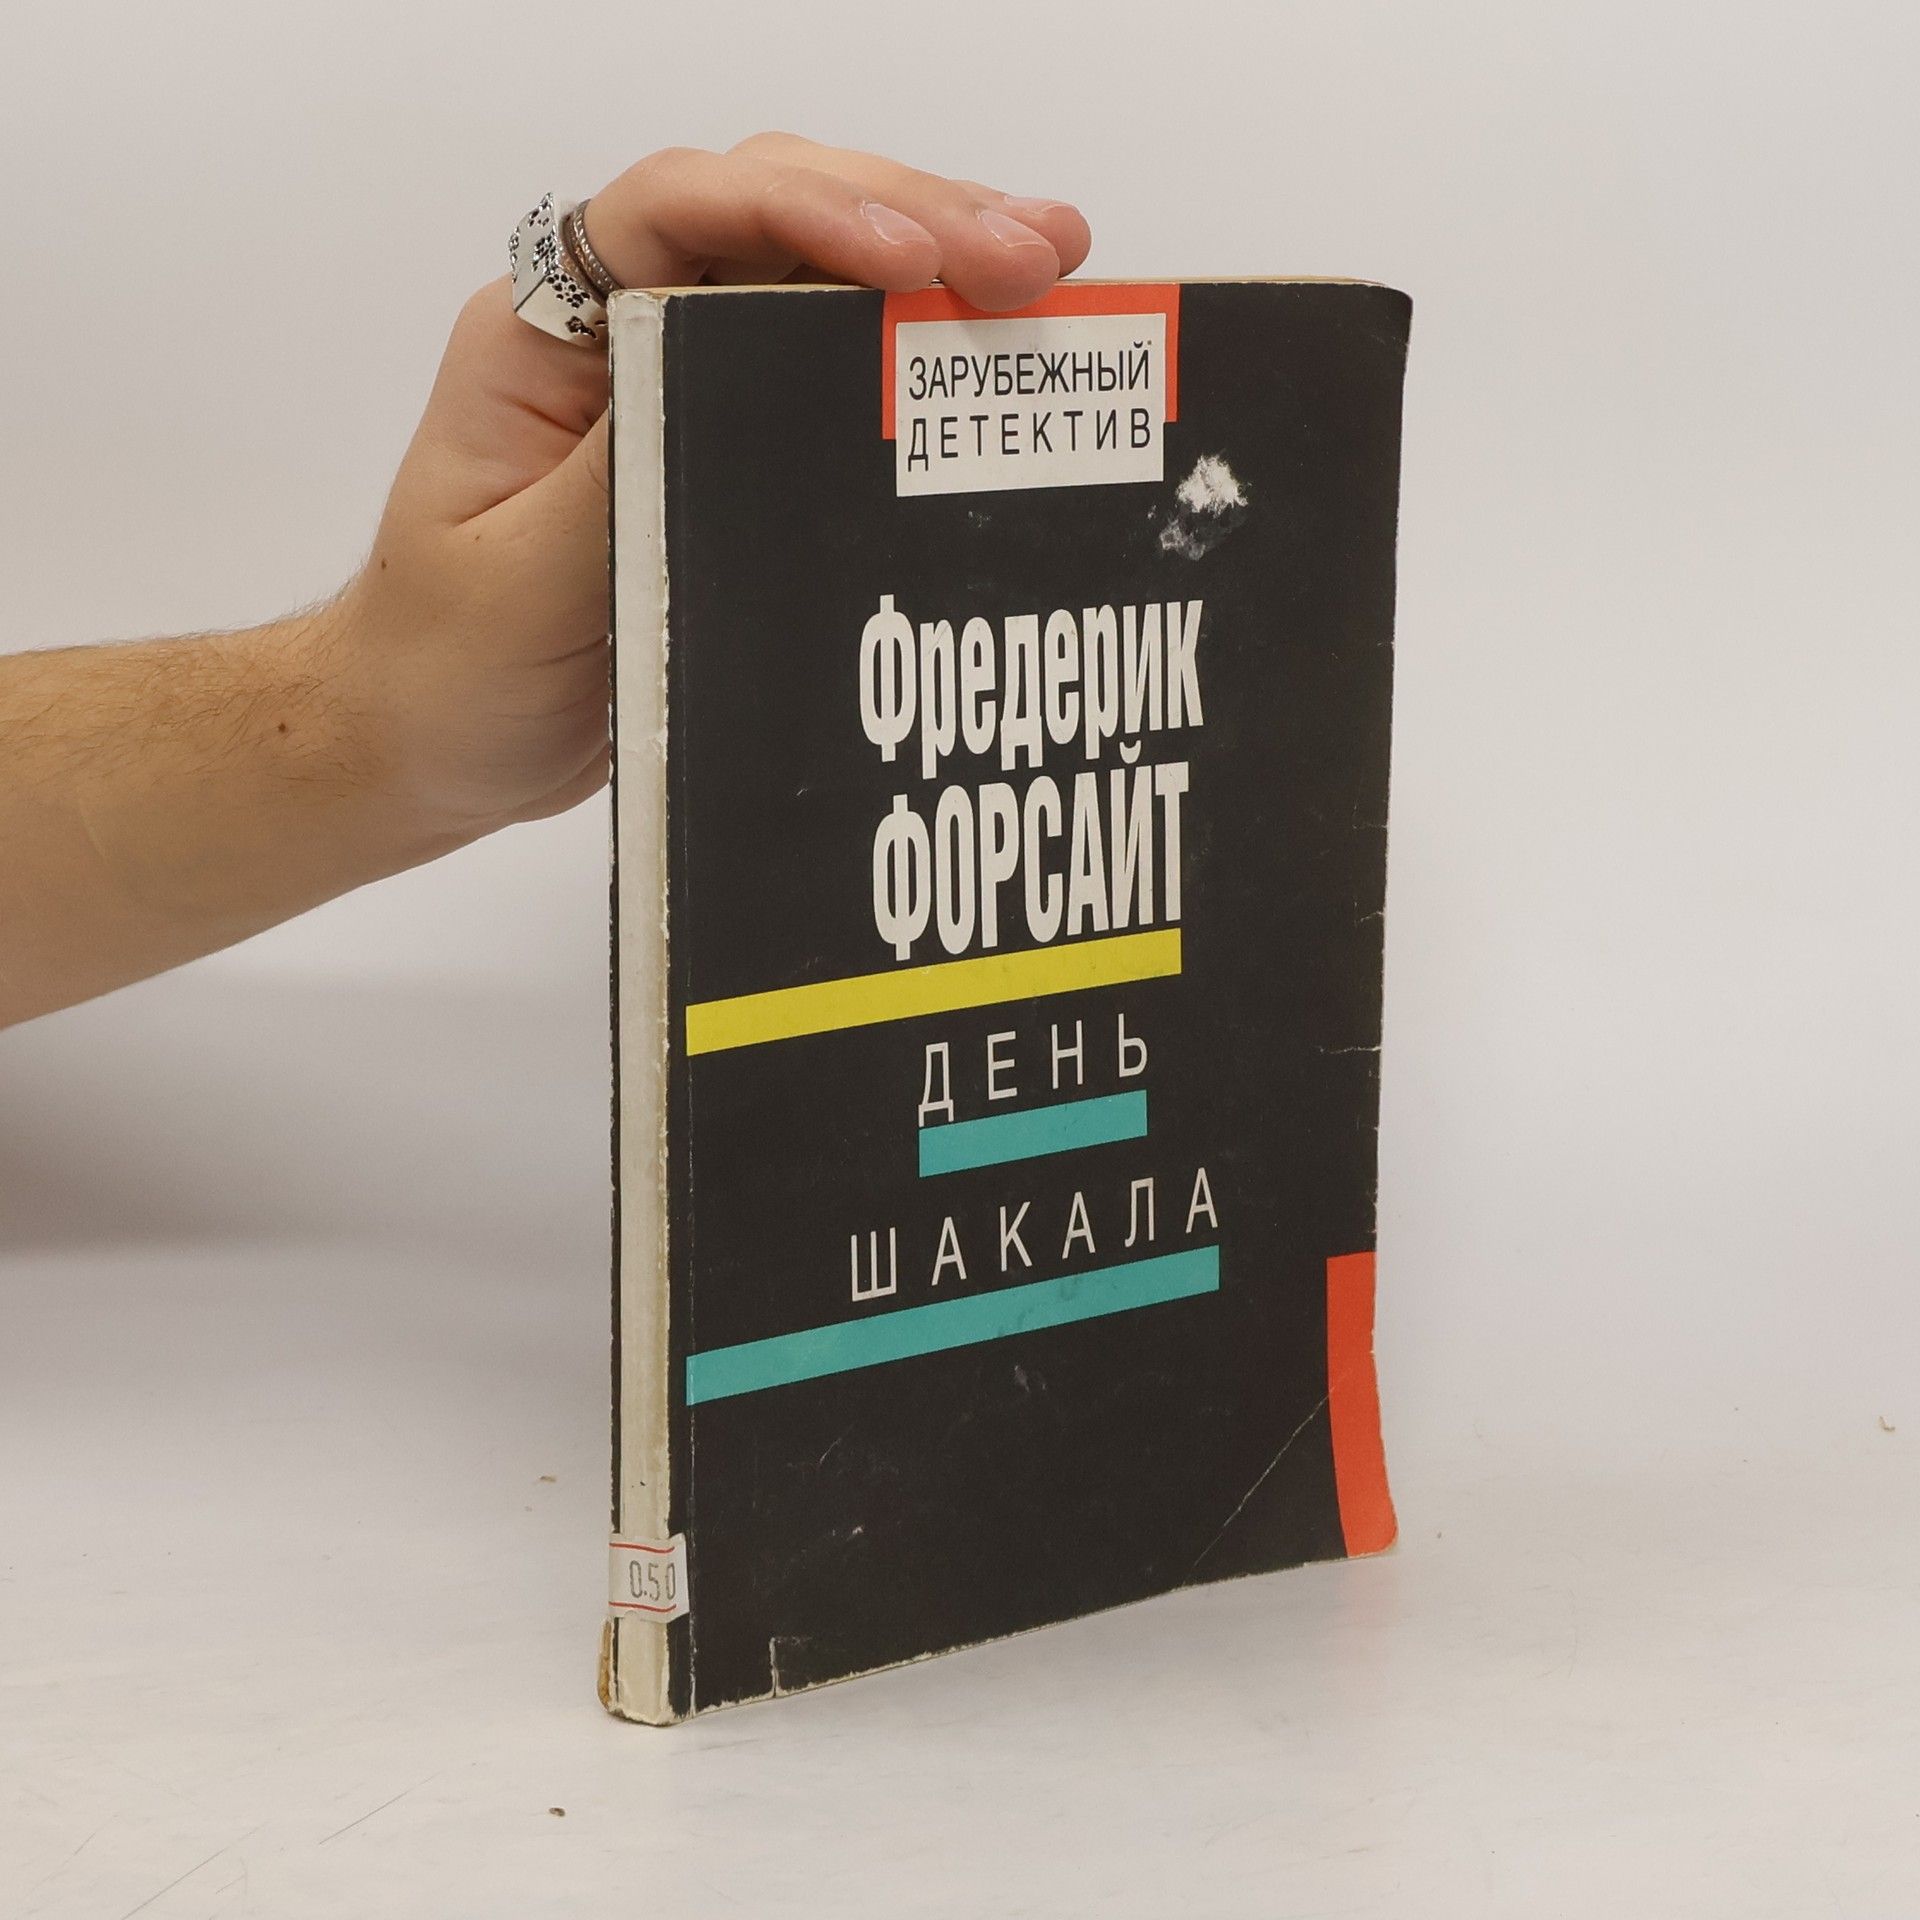 ЗАРУБЕЖНЫЙ
ДЕТЕКТИВ
Фредерик
ФОРСАЙТ
ДЕНЬ
ШАКАЛА
0.50